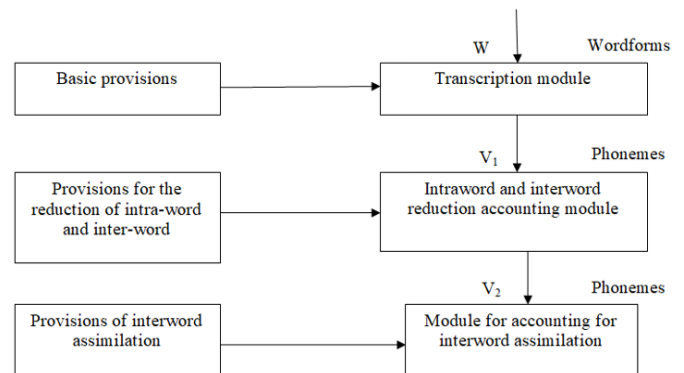 W
Wordforms
Basic provisions
Transcription module
V₁
Phonemes
Provisions for the
reduction of intra-word
and inter-word
Intraword and interword
reduction accounting module
V₂
Phonemes
Provisions of interword
assimilation
Module for accounting for
interword assimilation